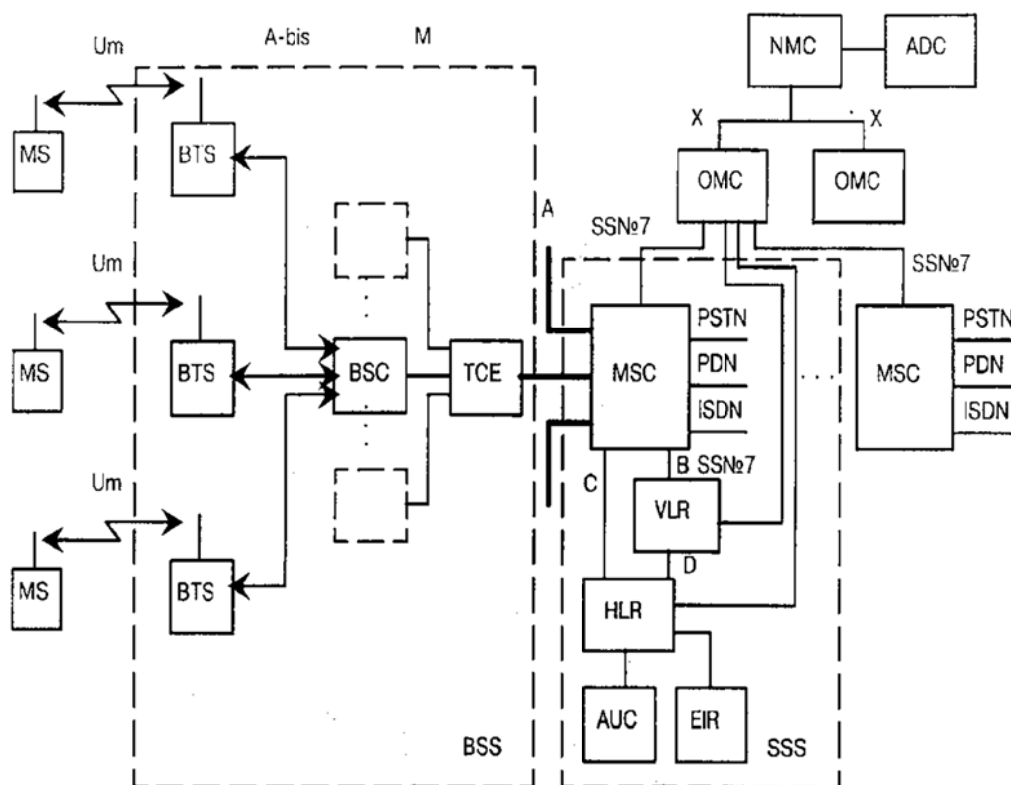 NMC
ADC
A-bis
M
Um
X
X
MS
BTS
OMC
OMC
A
SS№7
SS№7
Um
MS
BTS
BSC
TCE
MSC
PSTN
PDN
ISDN
MSC
PSTN
PDN
ISDN
C
B SS№7
VLR
Um
D
MS
BTS
HLR
AUC
EIR
BSS
SSS